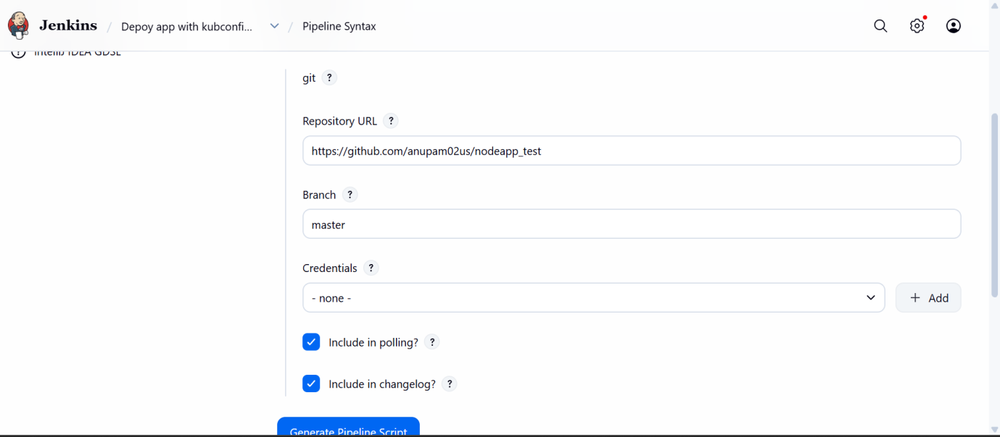 Jenkins / Depoy app with kubconfi... / Pipeline Syntax
IntelliJ IDEA GDSL
git ?
Repository URL ?
https://github.com/anupam02us/nodeapp_test
Branch ?
master
Credentials ?
- none -
+ Add
Include in polling? ?
Include in changelog? ?
Generate Pipeline Script